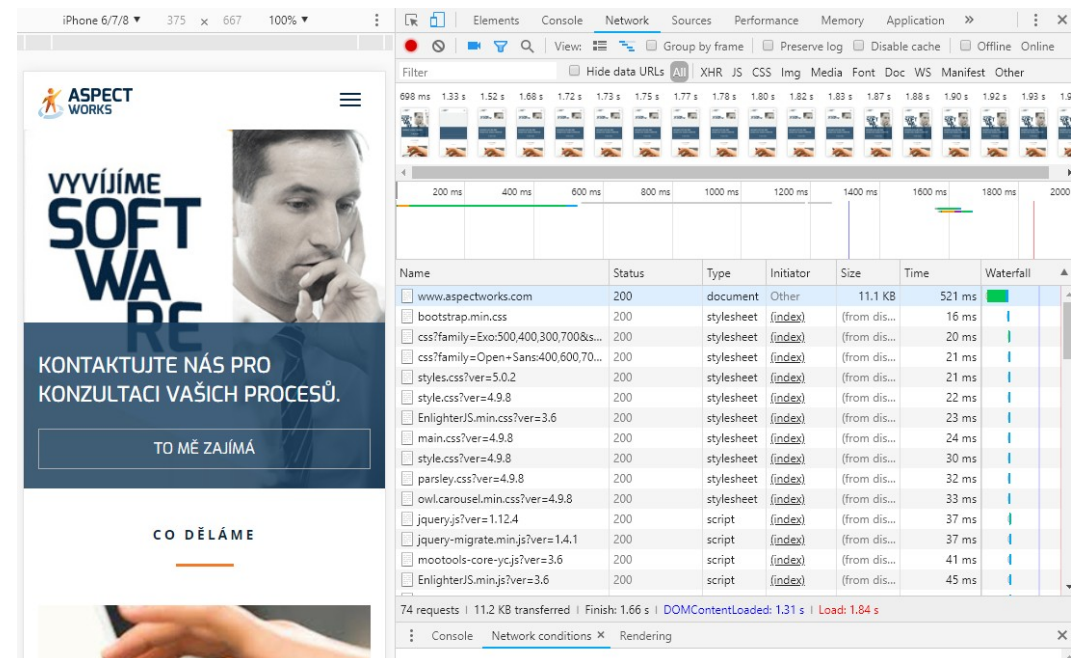 iPhone 6/7/8 ▼ 375 x 667 100% ▼
Elements Console Network Sources Performance Memory Application »
View: Group by frame Preserve log Disable cache Offline Online
Filter Hide data URLs All XHR JS CSS Img Media Font Doc WS Manifest Other
698 ms 1.33 s 1.52 s 1.68 s 1.72 s 1.73 s 1.75 s 1.77 s 1.78 s 1.80 s 1.82 s 1.83 s 1.87 s 1.88 s 1.90 s 1.92 s 1.93 s 1.9
200 ms 400 ms 600 ms 800 ms 1000 ms 1200 ms 1400 ms 1600 ms 1800 ms 2000
ASPECT
WORKS
VYVÍJÍME
SOFT
WA
RE
KONTAKTUJTE NÁS PRO
KONZULTACI VAŠICH PROCESŮ.
TO MĚ ZAJÍMÁ
CO DĚLÁME
Name Status Type Initiator Size Time Waterfall
www.aspectworks.com 200 document Other 11.1 KB 521 ms
bootstrap.min.css 200 stylesheet (index) (from dis... 16 ms
css?family=Exo:500,400,300,700&s... 200 stylesheet (index) (from dis... 20 ms
css?family=Open+Sans:400,600,70... 200 stylesheet (index) (from dis... 21 ms
styles.css?ver=5.0.2 200 stylesheet (index) (from dis... 21 ms
style.css?ver=4.9.8 200 stylesheet (index) (from dis... 22 ms
EnlighterJS.min.css?ver=3.6 200 stylesheet (index) (from dis... 23 ms
main.css?ver=4.9.8 200 stylesheet (index) (from dis... 24 ms
style.css?ver=4.9.8 200 stylesheet (index) (from dis... 30 ms
parsley.css?ver=4.9.8 200 stylesheet (index) (from dis... 32 ms
owl.carousel.min.css?ver=4.9.8 200 stylesheet (index) (from dis... 33 ms
jquery.js?ver=1.12.4 200 script (index) (from dis... 37 ms
jquery-migrate.min.js?ver=1.4.1 200 script (index) (from dis... 37 ms
mootools-core-yc.js?ver=3.6 200 script (index) (from dis... 41 ms
EnlighterJS.min.js?ver=3.6 200 script (index) (from dis... 45 ms
74 requests | 11.2 KB transferred | Finish: 1.66 s | DOMContentLoaded: 1.31 s | Load: 1.84 s
Console Network conditions × Rendering